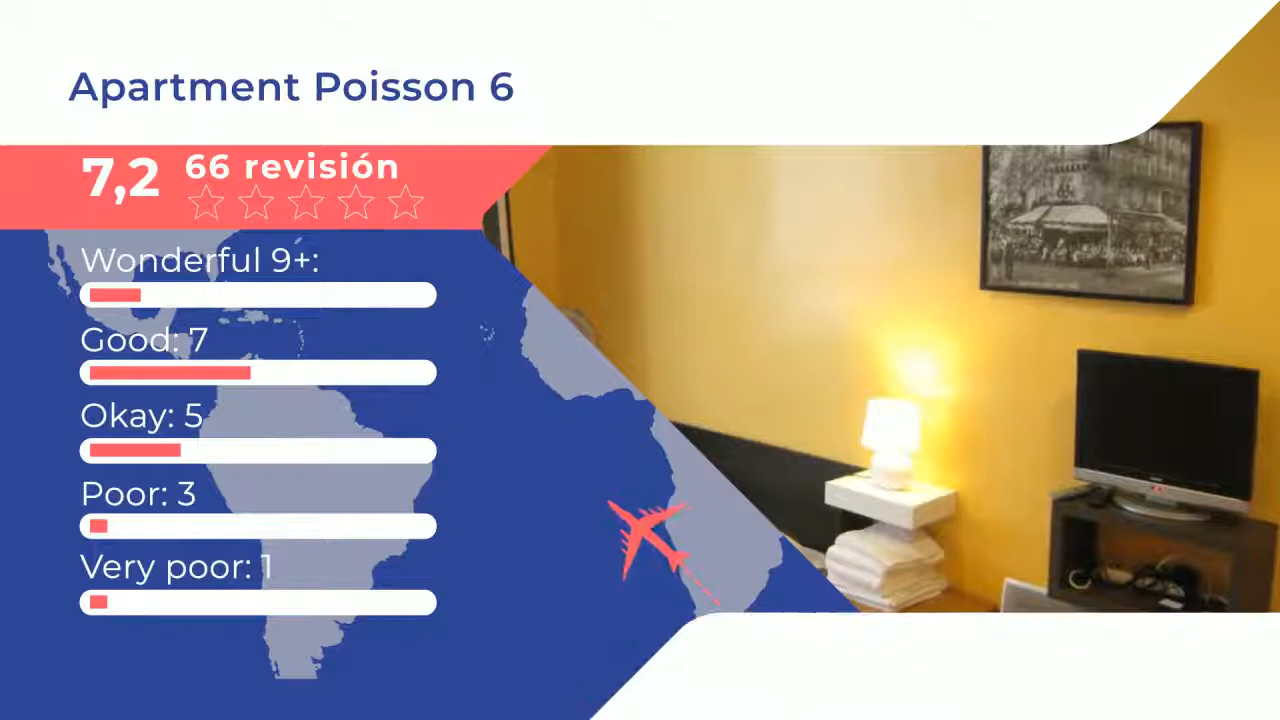 Apartment Poisson 6
7,2
66 revisión
Wonderful 9+:
Good: 7
Okay: 5
Poor: 3
Very poor: 1